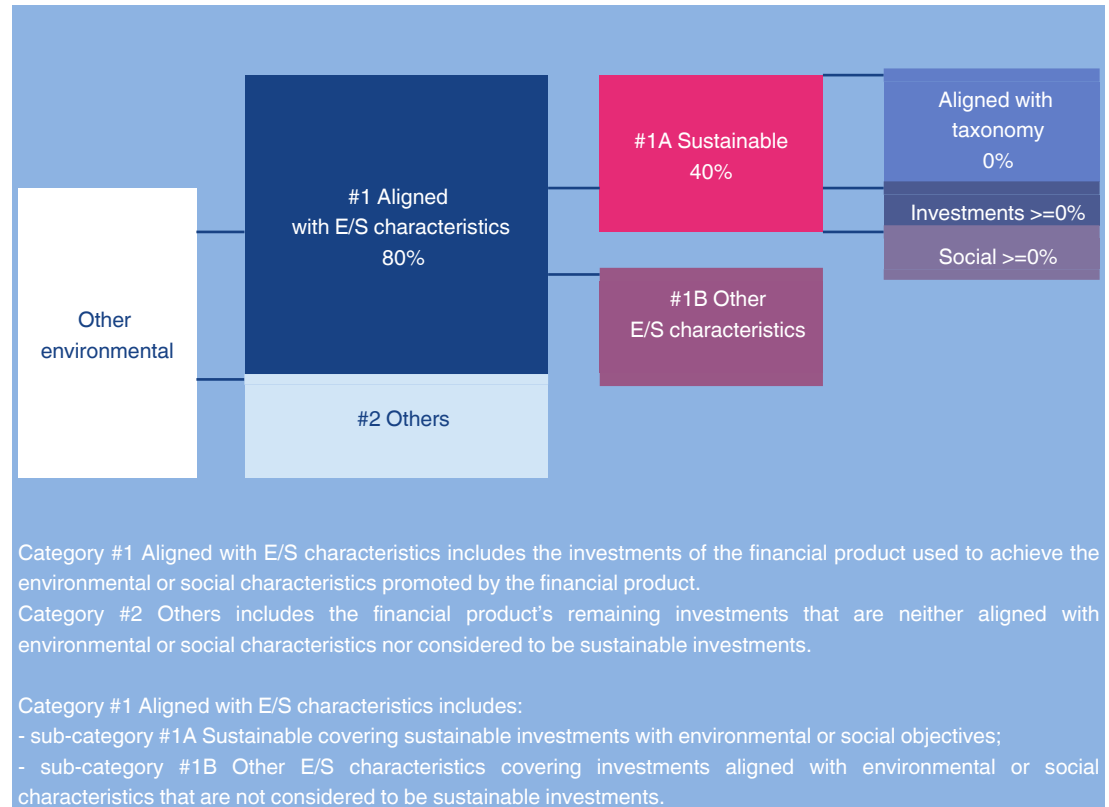 Other
environmental
#1 Aligned
with E/S characteristics
80%
#2 Others
#1A Sustainable
40%
#1B Other
E/S characteristics
Aligned with
taxonomy
0%
Investments >=0%
Social >=0%
Category #1 Aligned with E/S characteristics includes the investments of the financial product used to achieve the
environmental or social characteristics promoted by the financial product.
Category #2 Others includes the financial product's remaining investments that are neither aligned with
environmental or social characteristics nor considered to be sustainable investments.
Category #1 Aligned with E/S characteristics includes:
- sub-category #1A Sustainable covering sustainable investments with environmental or social objectives;
- sub-category #1B Other E/S characteristics covering investments aligned with environmental or social
characteristics that are not considered to be sustainable investments.